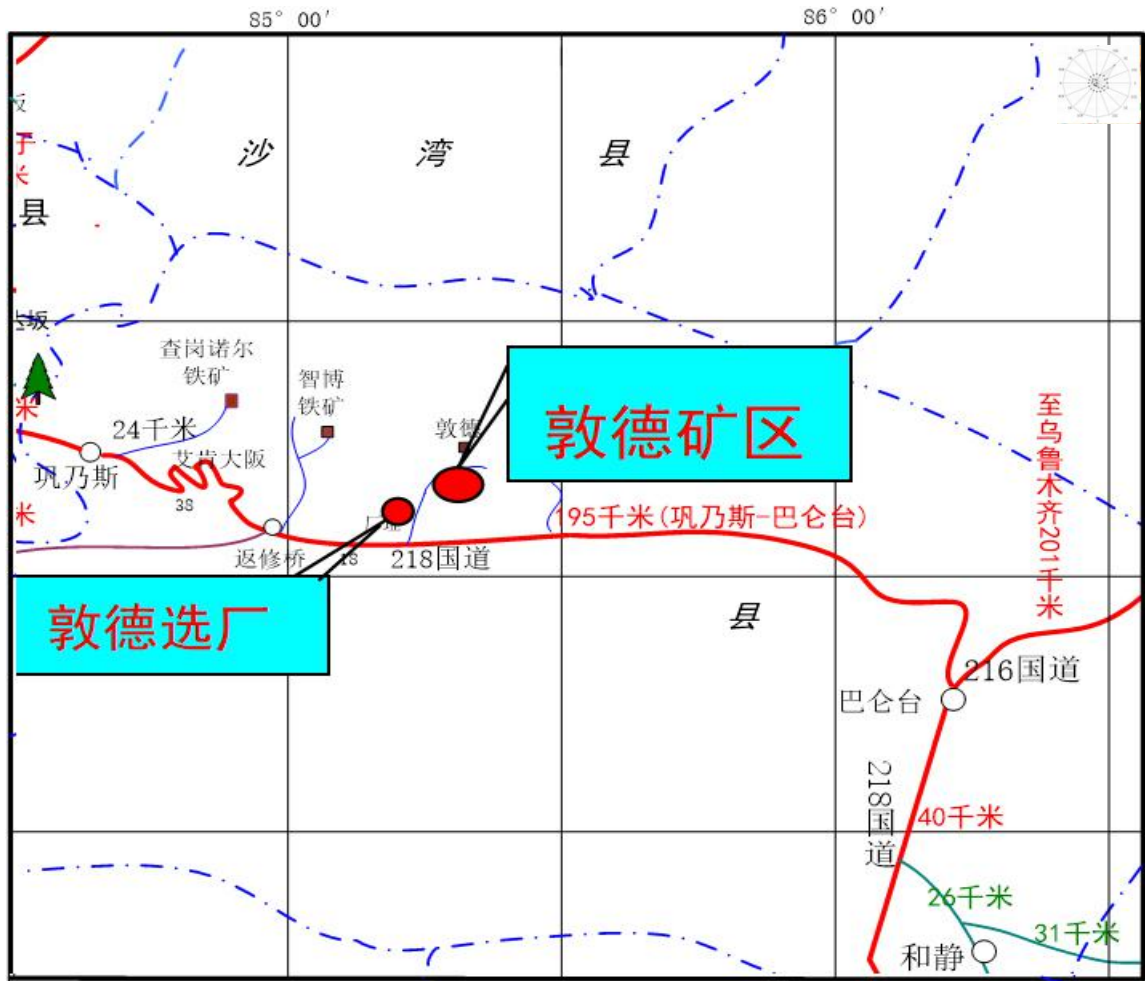 85° 00′
86° 00′
沙 湾 县
县
查岗诺尔
铁矿
智博
铁矿
敦德
敦德矿区
24千米
艾肯大阪
巩乃斯
38
返修桥
18
218国道
195千米(巩乃斯-巴仑台)
至乌鲁木齐201千米
敦德选厂
县
216国道
巴仑台
218国道
40千米
26千米
31千米
和静